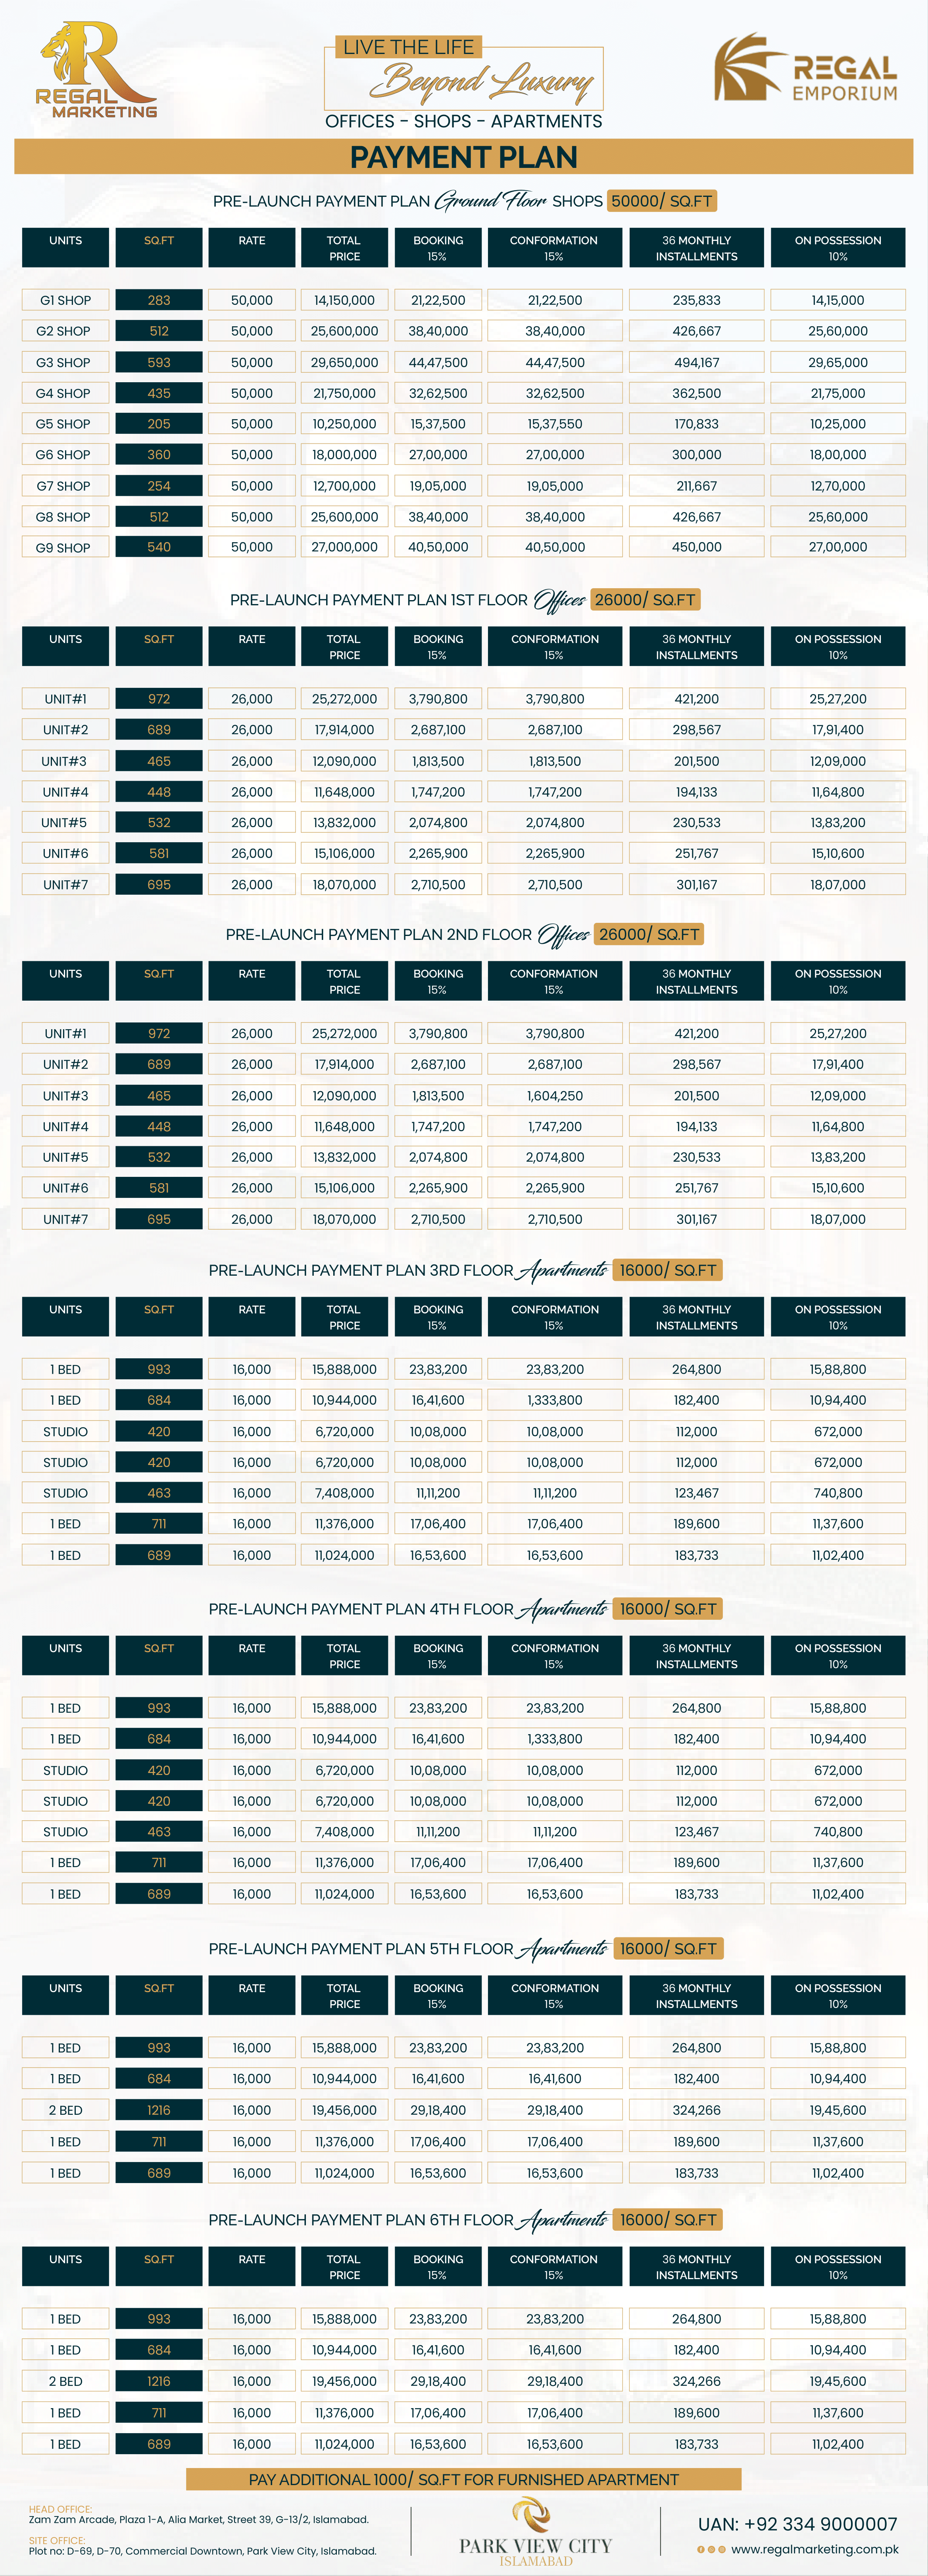 REGAL
MARKETING
LIVE THE LIFE
Beyond Luxury
OFFICES - SHOPS - APARTMENTS
REGAL
EMPORIUM
PAYMENT PLAN
PRE-LAUNCH PAYMENT PLAN Ground Floor SHOPS 50000/ SQ.FT
UNITS SQ.FT RATE TOTAL PRICE BOOKING 15% CONFORMATION 15% 36 MONTHLY INSTALLMENTS ON POSSESSION 10%
G1 SHOP 283 50,000 14,150,000 21,22,500 21,22,500 235,833 14,15,000
G2 SHOP 512 50,000 25,600,000 38,40,000 38,40,000 426,667 25,60,000
G3 SHOP 593 50,000 29,650,000 44,47,500 44,47,500 494,167 29,65,000
G4 SHOP 435 50,000 21,750,000 32,62,500 32,62,500 362,500 21,75,000
G5 SHOP 205 50,000 10,250,000 15,37,500 15,37,550 170,833 10,25,000
G6 SHOP 360 50,000 18,000,000 27,00,000 27,00,000 300,000 18,00,000
G7 SHOP 254 50,000 12,700,000 19,05,000 19,05,000 211,667 12,70,000
G8 SHOP 512 50,000 25,600,000 38,40,000 38,40,000 426,667 25,60,000
G9 SHOP 540 50,000 27,000,000 40,50,000 40,50,000 450,000 27,00,000
PRE-LAUNCH PAYMENT PLAN 1ST FLOOR Offices 26000/ SQ.FT
UNITS SQ.FT RATE TOTAL PRICE BOOKING 15% CONFORMATION 15% 36 MONTHLY INSTALLMENTS ON POSSESSION 10%
UNIT#1 972 26,000 25,272,000 3,790,800 3,790,800 421,200 25,27,200
UNIT#2 689 26,000 17,914,000 2,687,100 2,687,100 298,567 17,91,400
UNIT#3 465 26,000 12,090,000 1,813,500 1,813,500 201,500 12,09,000
UNIT#4 448 26,000 11,648,000 1,747,200 1,747,200 194,133 11,64,800
UNIT#5 532 26,000 13,832,000 2,074,800 2,074,800 230,533 13,83,200
UNIT#6 581 26,000 15,106,000 2,265,900 2,265,900 251,767 15,10,600
UNIT#7 695 26,000 18,070,000 2,710,500 2,710,500 301,167 18,07,000
PRE-LAUNCH PAYMENT PLAN 2ND FLOOR Offices 26000/ SQ.FT
UNITS SQ.FT RATE TOTAL PRICE BOOKING 15% CONFORMATION 15% 36 MONTHLY INSTALLMENTS ON POSSESSION 10%
UNIT#1 972 26,000 25,272,000 3,790,800 3,790,800 421,200 25,27,200
UNIT#2 689 26,000 17,914,000 2,687,100 2,687,100 298,567 17,91,400
UNIT#3 465 26,000 12,090,000 1,813,500 1,604,250 201,500 12,09,000
UNIT#4 448 26,000 11,648,000 1,747,200 1,747,200 194,133 11,64,800
UNIT#5 532 26,000 13,832,000 2,074,800 2,074,800 230,533 13,83,200
UNIT#6 581 26,000 15,106,000 2,265,900 2,265,900 251,767 15,10,600
UNIT#7 695 26,000 18,070,000 2,710,500 2,710,500 301,167 18,07,000
PRE-LAUNCH PAYMENT PLAN 3RD FLOOR Apartments 16000/ SQ.FT
UNITS SQ.FT RATE TOTAL PRICE BOOKING 15% CONFORMATION 15% 36 MONTHLY INSTALLMENTS ON POSSESSION 10%
1 BED 993 16,000 15,888,000 23,83,200 23,83,200 264,800 15,88,800
1 BED 684 16,000 10,944,000 16,41,600 1,333,800 182,400 10,94,400
STUDIO 420 16,000 6,720,000 10,08,000 10,08,000 112,000 672,000
STUDIO 420 16,000 6,720,000 10,08,000 10,08,000 112,000 672,000
STUDIO 463 16,000 7,408,000 11,11,200 11,11,200 123,467 740,800
1 BED 711 16,000 11,376,000 17,06,400 17,06,400 189,600 11,37,600
1 BED 689 16,000 11,024,000 16,53,600 16,53,600 183,733 11,02,400
PRE-LAUNCH PAYMENT PLAN 4TH FLOOR Apartments 16000/ SQ.FT
UNITS SQ.FT RATE TOTAL PRICE BOOKING 15% CONFORMATION 15% 36 MONTHLY INSTALLMENTS ON POSSESSION 10%
1 BED 993 16,000 15,888,000 23,83,200 23,83,200 264,800 15,88,800
1 BED 684 16,000 10,944,000 16,41,600 1,333,800 182,400 10,94,400
STUDIO 420 16,000 6,720,000 10,08,000 10,08,000 112,000 672,000
STUDIO 420 16,000 6,720,000 10,08,000 10,08,000 112,000 672,000
STUDIO 463 16,000 7,408,000 11,11,200 11,11,200 123,467 740,800
1 BED 711 16,000 11,376,000 17,06,400 17,06,400 189,600 11,37,600
1 BED 689 16,000 11,024,000 16,53,600 16,53,600 183,733 11,02,400
PRE-LAUNCH PAYMENT PLAN 5TH FLOOR Apartments 16000/ SQ.FT
UNITS SQ.FT RATE TOTAL PRICE BOOKING 15% CONFORMATION 15% 36 MONTHLY INSTALLMENTS ON POSSESSION 10%
1 BED 993 16,000 15,888,000 23,83,200 23,83,200 264,800 15,88,800
1 BED 684 16,000 10,944,000 16,41,600 16,41,600 182,400 10,94,400
2 BED 1216 16,000 19,456,000 29,18,400 29,18,400 324,266 19,45,600
1 BED 711 16,000 11,376,000 17,06,400 17,06,400 189,600 11,37,600
1 BED 689 16,000 11,024,000 16,53,600 16,53,600 183,733 11,02,400
PRE-LAUNCH PAYMENT PLAN 6TH FLOOR Apartments 16000/ SQ.FT
UNITS SQ.FT RATE TOTAL PRICE BOOKING 15% CONFORMATION 15% 36 MONTHLY INSTALLMENTS ON POSSESSION 10%
1 BED 993 16,000 15,888,000 23,83,200 23,83,200 264,800 15,88,800
1 BED 684 16,000 10,944,000 16,41,600 16,41,600 182,400 10,94,400
2 BED 1216 16,000 19,456,000 29,18,400 29,18,400 324,266 19,45,600
1 BED 711 16,000 11,376,000 17,06,400 17,06,400 189,600 11,37,600
1 BED 689 16,000 11,024,000 16,53,600 16,53,600 183,733 11,02,400
PAY ADDITIONAL 1000/ SQ.FT FOR FURNISHED APARTMENT
HEAD OFFICE:
Zam Zam Arcade, Plaza 1-A, Alia Market, Street 39, G-13/2, Islamabad.
SITE OFFICE:
Plot no: D-69, D-70, Commercial Downtown, Park View City, Islamabad.
PARK VIEW CITY
ISLAMABAD
UAN: +92 334 9000007
www.regalmarketing.com.pk